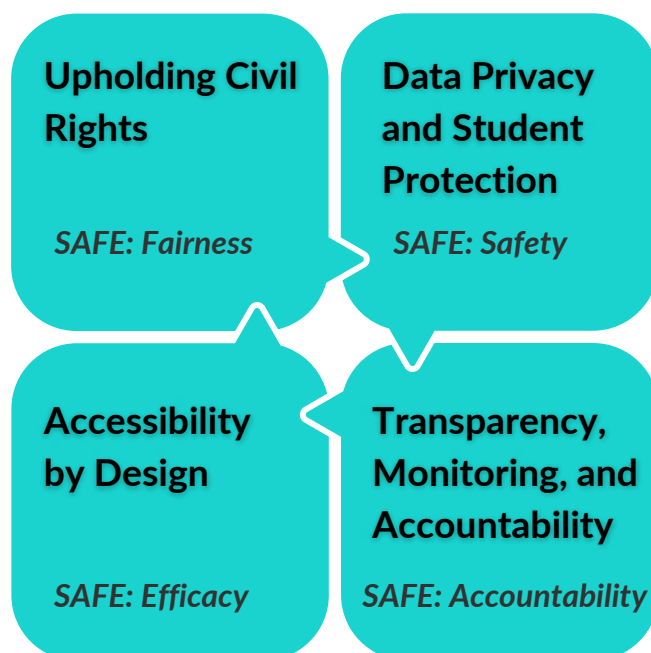 Upholding Civil
Rights
SAFE: Fairness
Data Privacy
and Student
Protection
SAFE: Safety
Accessibility
by Design
SAFE: Efficacy
Transparency,
Monitoring, and
Accountability
SAFE: Accountability